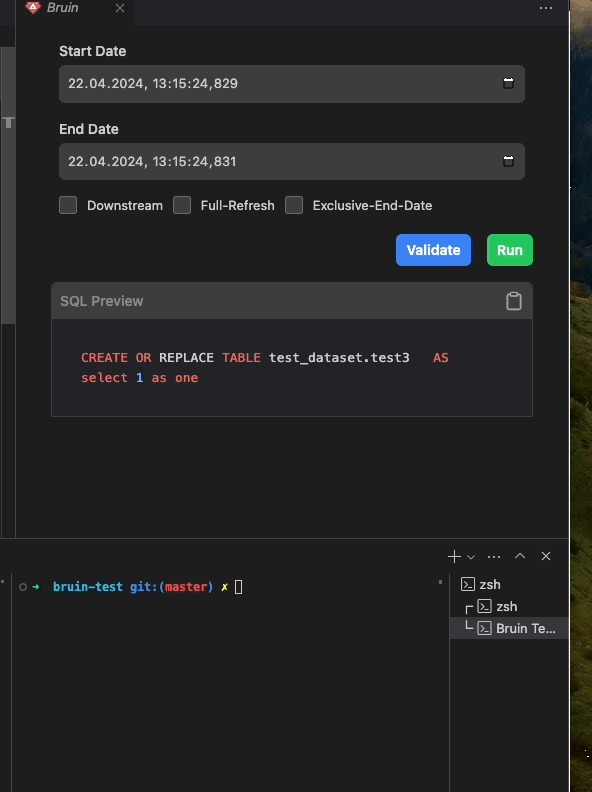 Bruin
Start Date
22.04.2024, 13:15:24,829
End Date
22.04.2024, 13:15:24,831
Downstream Full-Refresh Exclusive-End-Date
Validate Run
SQL Preview
CREATE OR REPLACE TABLE test_dataset.test3 AS
select 1 as one
bruin-test git:(master) ✗
zsh
zsh
Bruin Te...